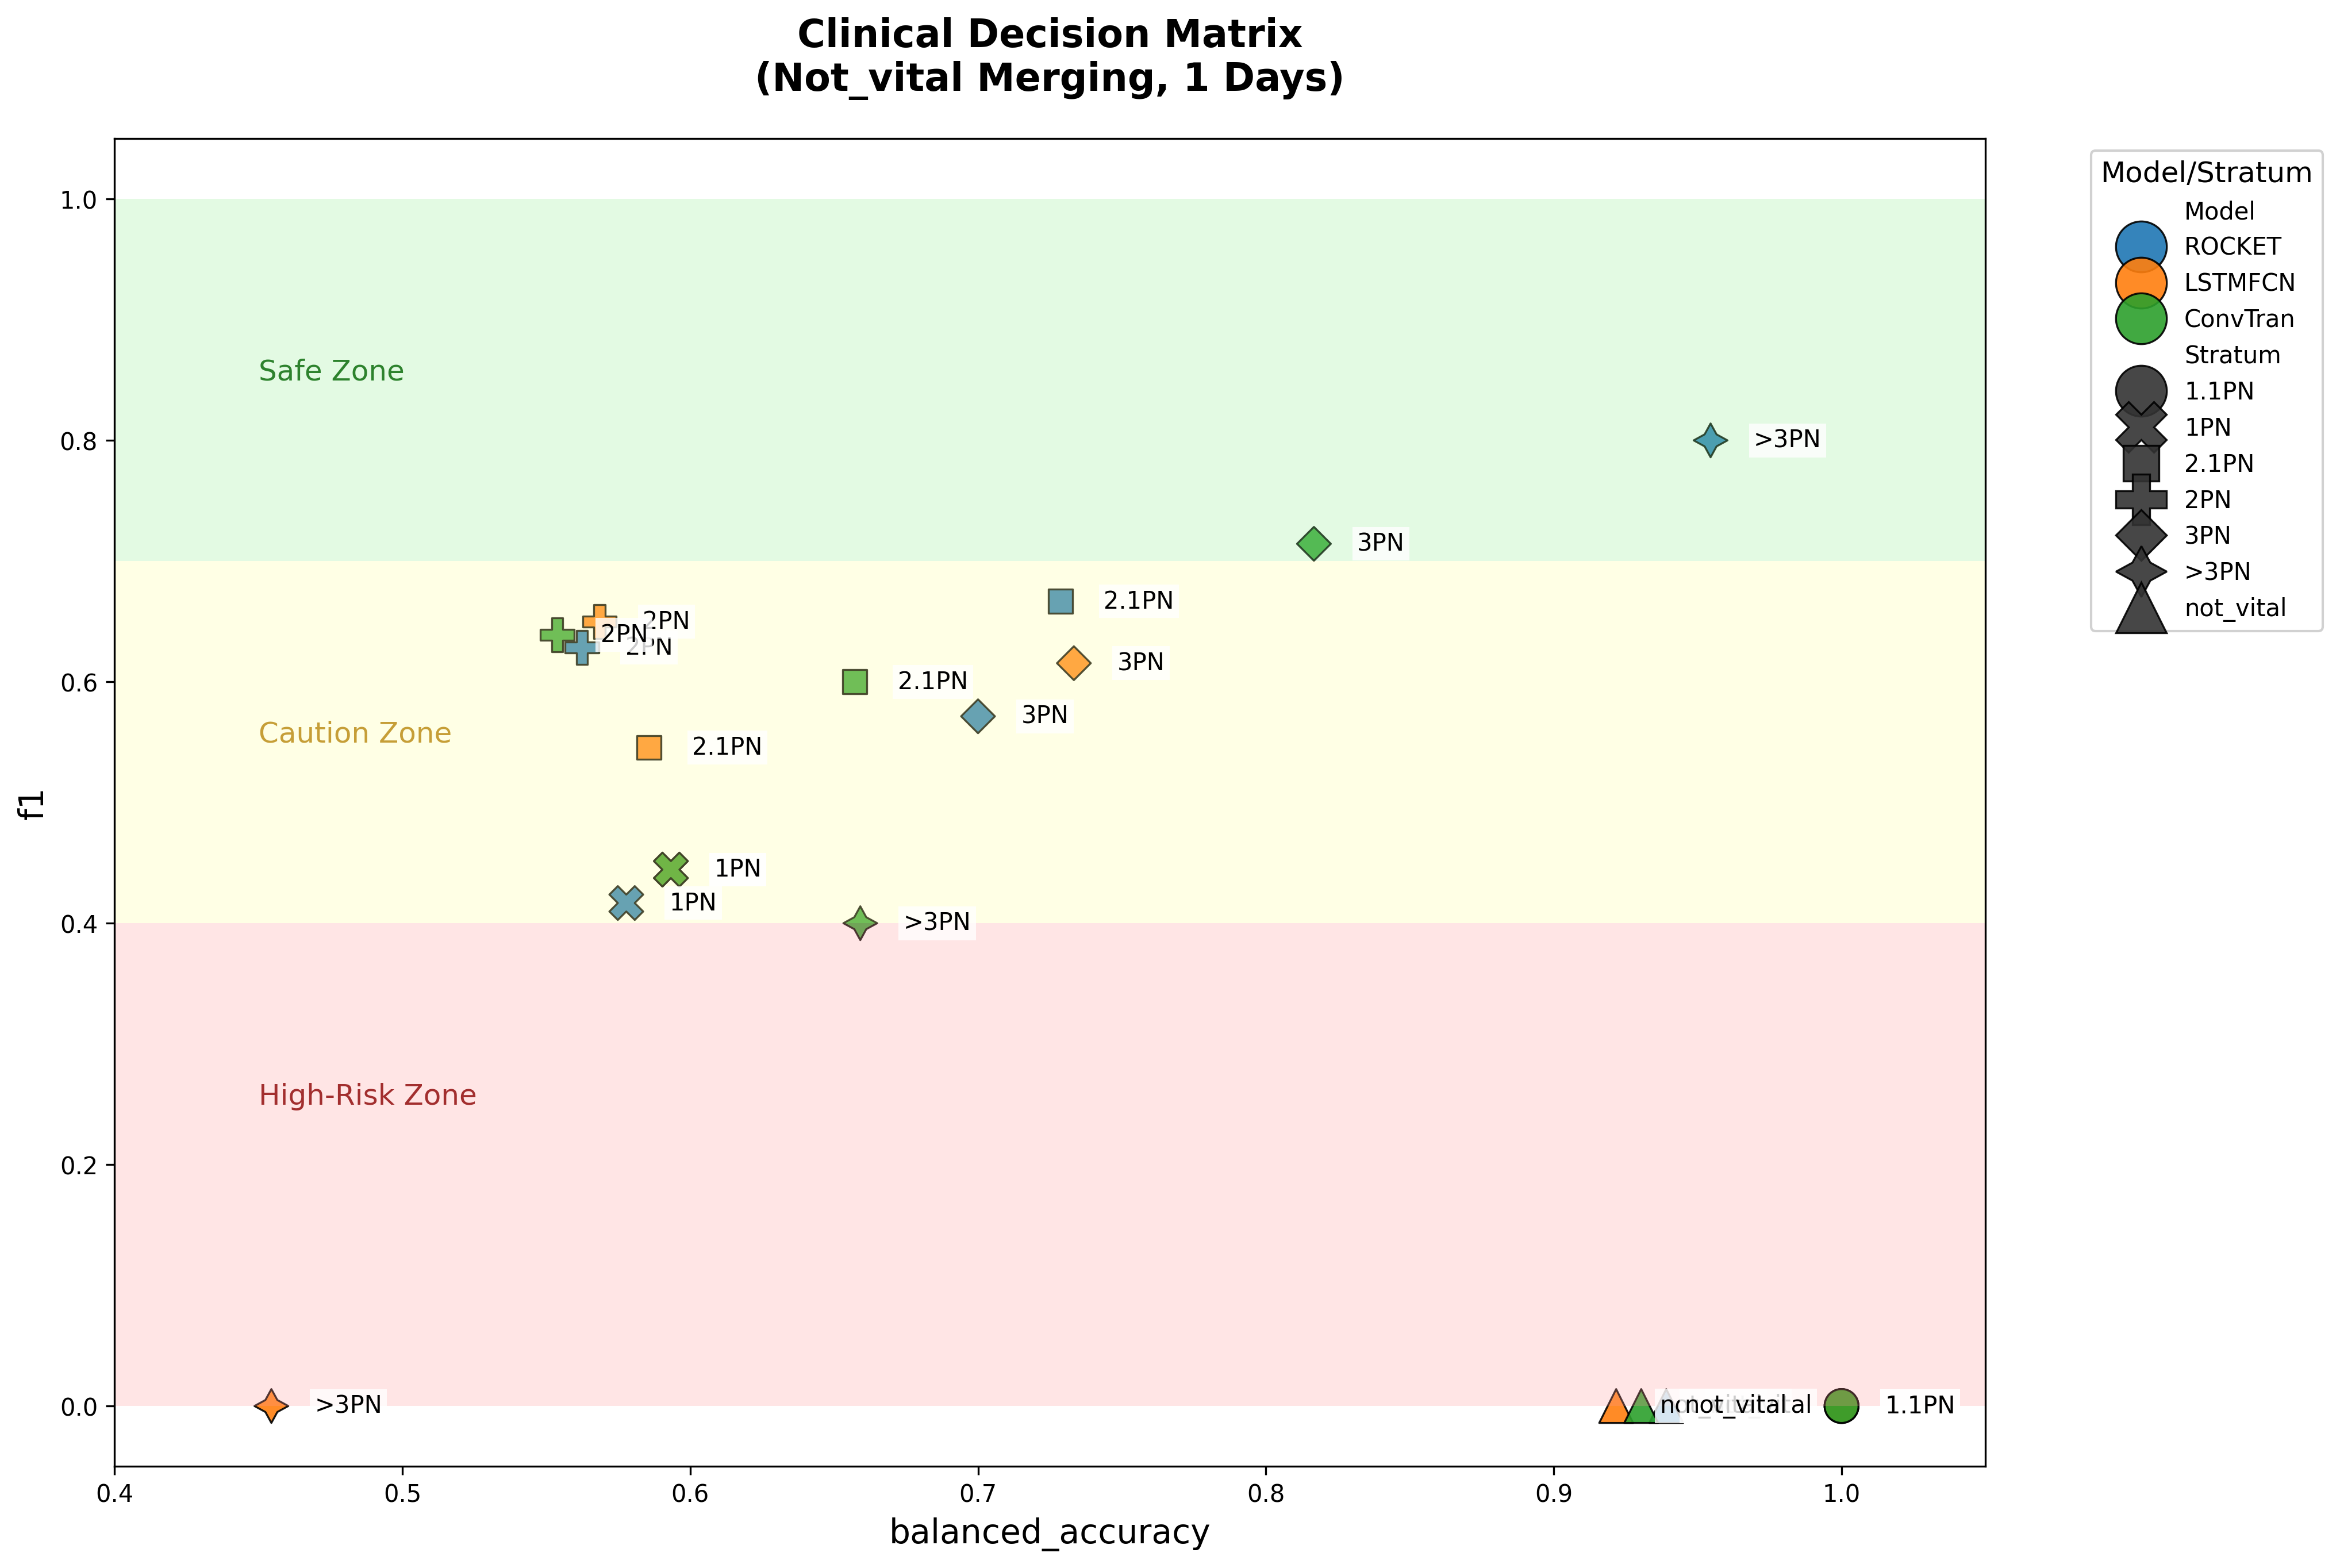 Clinical Decision Matrix
(Not_vital Merging, 1 Days)
Model/Stratum
Model
ROCKET
LSTMFCN
ConvTran
Stratum
1.1PN
1PN
2.1PN
2PN
3PN
>3PN
not_vital
f1
1.0
0.8
0.6
0.4
0.2
0.0
Safe Zone
>3PN
3PN
2.1PN
2PN
2PN
2PN
3PN
2.1PN
3PN
Caution Zone
2.1PN
1PN
1PN
>3PN
High-Risk Zone
>3PN
not_vital
1.1PN
0.4
0.5
0.6
0.7
0.8
0.9
1.0
balanced_accuracy